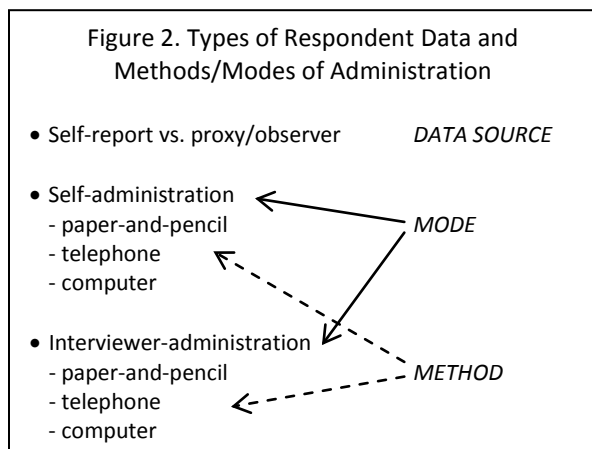 Figure 2. Types of Respondent Data and
Methods/Modes of Administration
• Self-report vs. proxy/observer DATA SOURCE
• Self-administration
- paper-and-pencil MODE
- telephone
- computer
• Interviewer-administration
- paper-and-pencil METHOD
- telephone
- computer